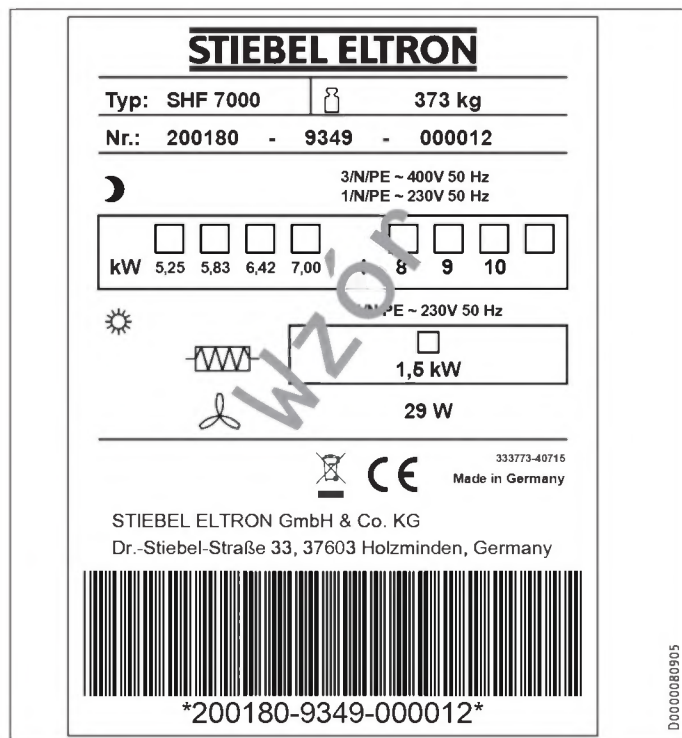 STIEBEL ELTRON
Typ: SHF 7000 373 kg
Nr.: 200180 - 9349 - 000012
3/N/PE ~ 400V 50 Hz
1/N/PE ~ 230V 50 Hz
kW 5,25 5,83 6,42 7,00 8 9 10
/N/PE ~ 230V 50 Hz
1,5 kW
29 W
Wzór
CE
333773-40715
Made in Germany
STIEBEL ELTRON GmbH & Co. KG
Dr.-Stiebel-Straße 33, 37603 Holzminden, Germany
*200180-9349-000012*
D0000080905